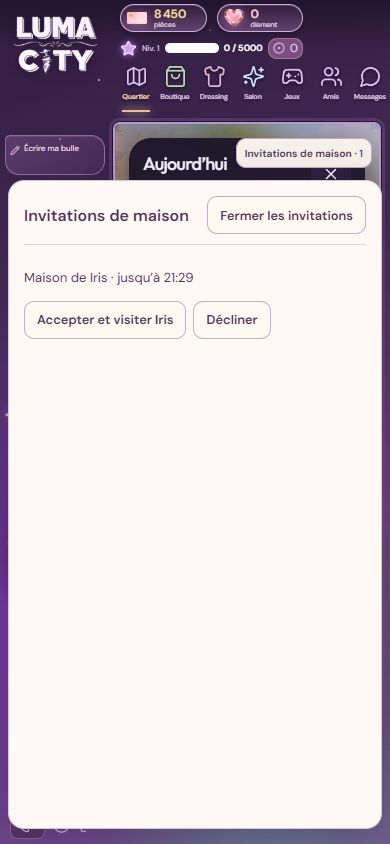 LUMA
CITY
8 450
pièces
0
diamant
Niv. 1
0 / 5000
0
Quartier
Boutique
Dressing
Salon
Jeux
Amis
Messages
Écrire ma bulle
Aujourd'hui
Invitations de maison · 1
Invitations de maison
Fermer les invitations
Maison de Iris · jusqu'à 21:29
Accepter et visiter Iris
Décliner